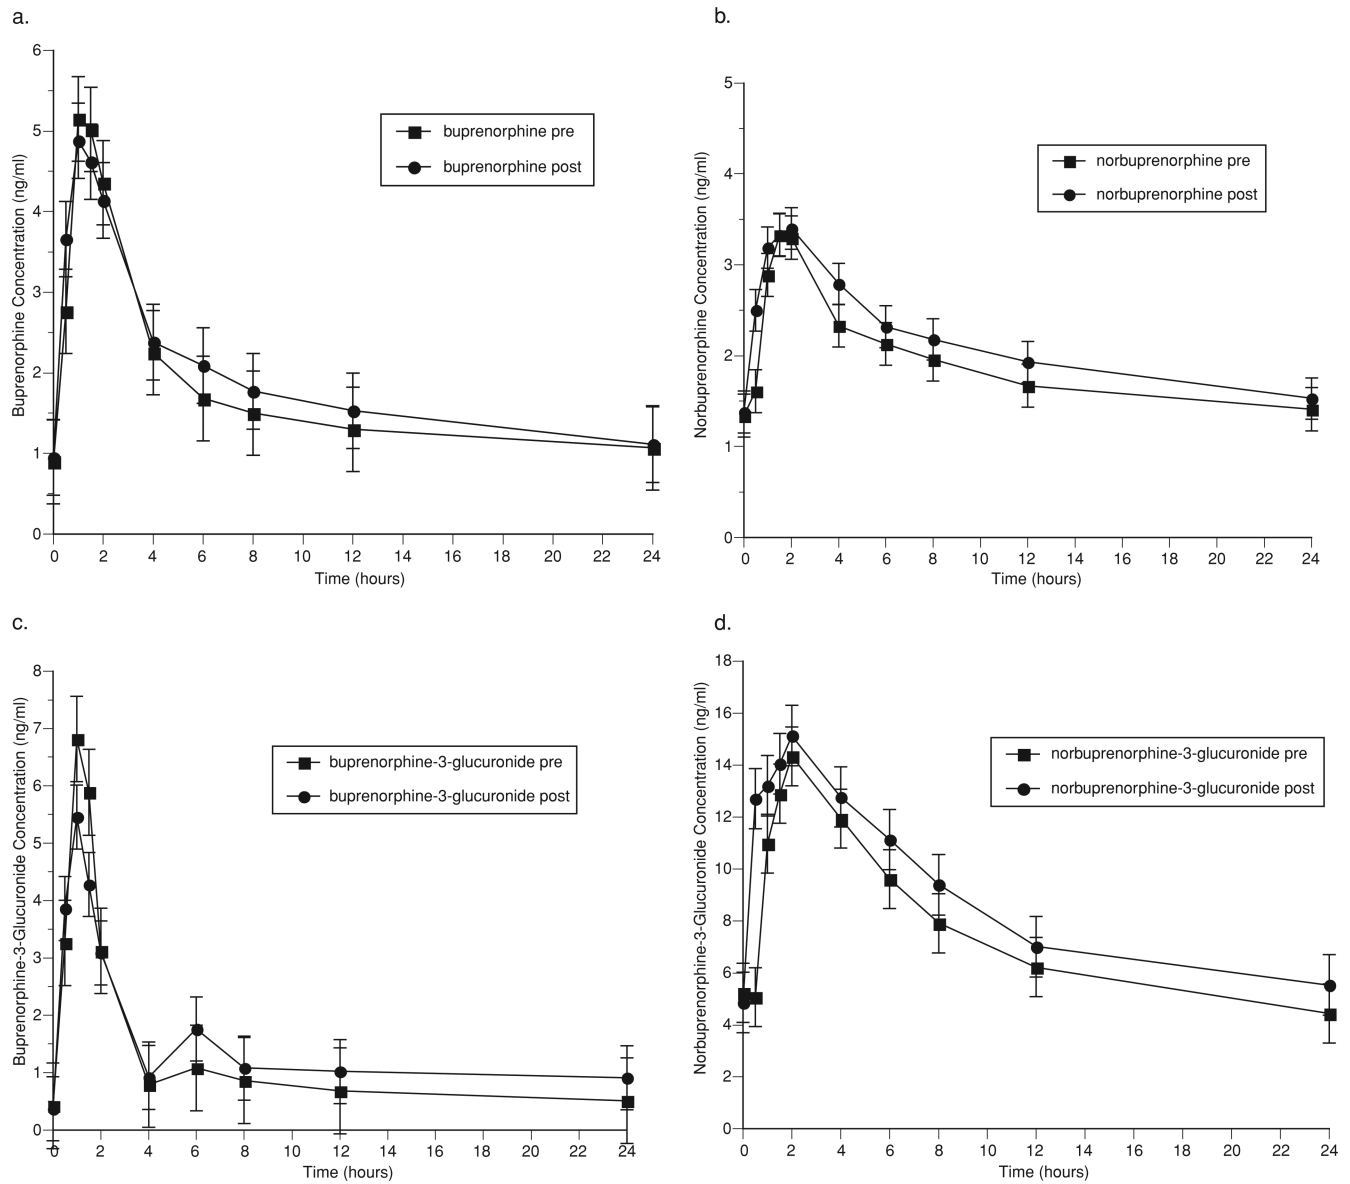 a.
Buprenorphine Concentration (ng/ml)
6
5
4
3
2
1
0
buprenorphine pre
buprenorphine post
0 2 4 6 8 10 12 14 16 18 20 22 24
Time (hours)
b.
Norbuprenorphine Concentration (ng/ml)
5
4
3
2
1
0
norbuprenorphine pre
norbuprenorphine post
0 2 4 6 8 10 12 14 16 18 20 22 24
Time (hours)
c.
Buprenorphine-3-Glucuronide Concentration (ng/ml)
8
7
6
5
4
3
2
1
0
buprenorphine-3-glucuronide pre
buprenorphine-3-glucuronide post
0 2 4 6 8 10 12 14 16 18 20 22 24
Time (hours)
d.
Norbuprenorphine-3-Glucuronide Concentration (ng/ml)
18
16
14
12
10
8
6
4
2
0
norbuprenorphine-3-glucuronide pre
norbuprenorphine-3-glucuronide post
0 2 4 6 8 10 12 14 16 18 20 22 24
Time (hours)